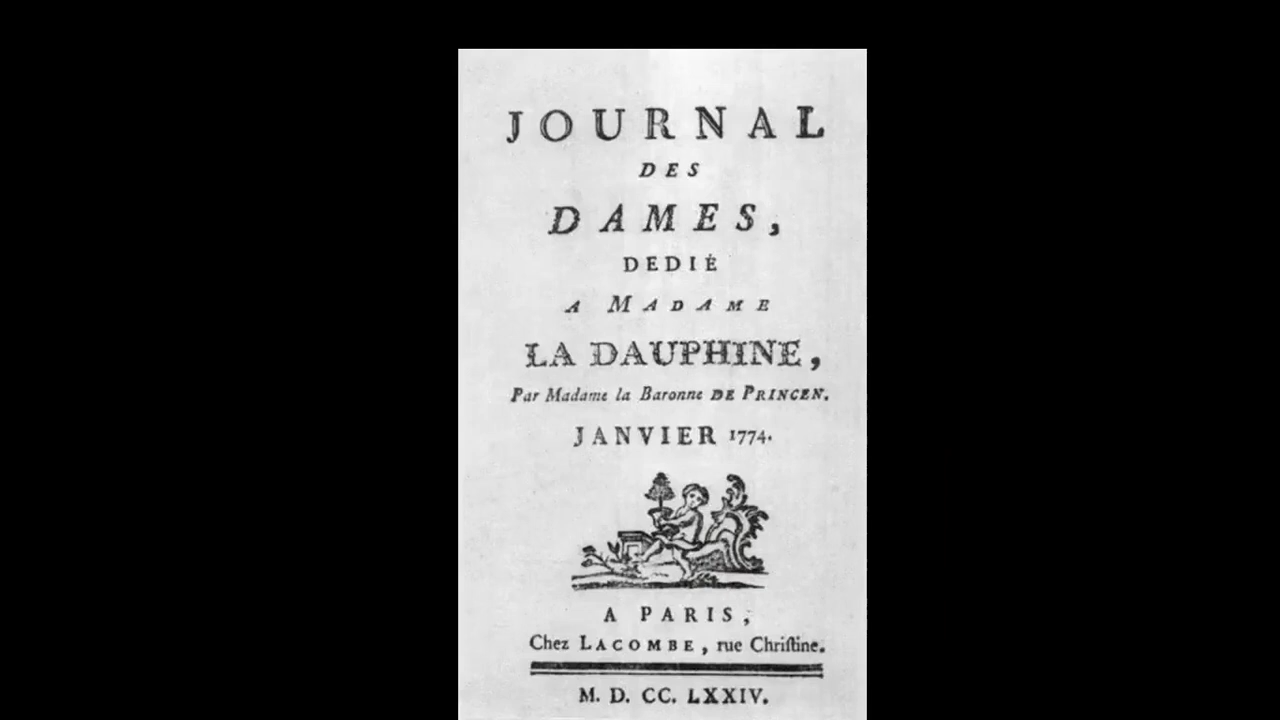 JOURNAL
DES
DAMES,
DEDIÉ
A MADAME
LA DAUPHINE,
Par Madame la Baronne DE PRINCEN.
JANVIER 1774.
A PARIS,
Chez LACOMBE, rue Chriſtine.
M. D. CC. LXXIV.